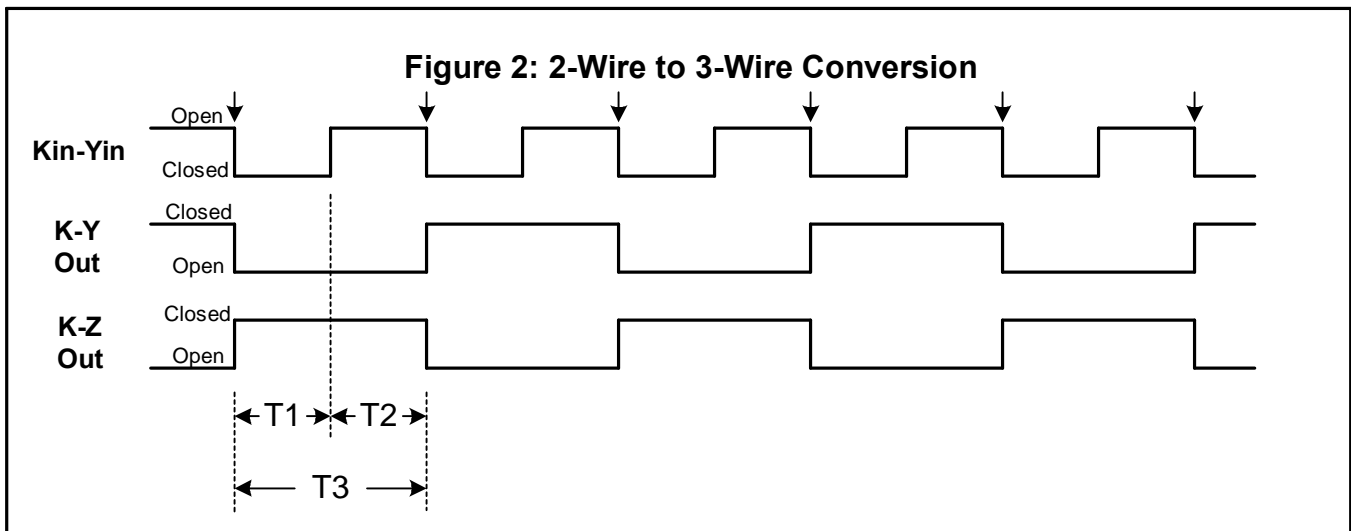 Figure 2: 2-Wire to 3-Wire Conversion
Open
Kin-Yin
Closed
Closed
K-Y
Out
Open
Closed
K-Z
Out
Open
T1
T2
T3